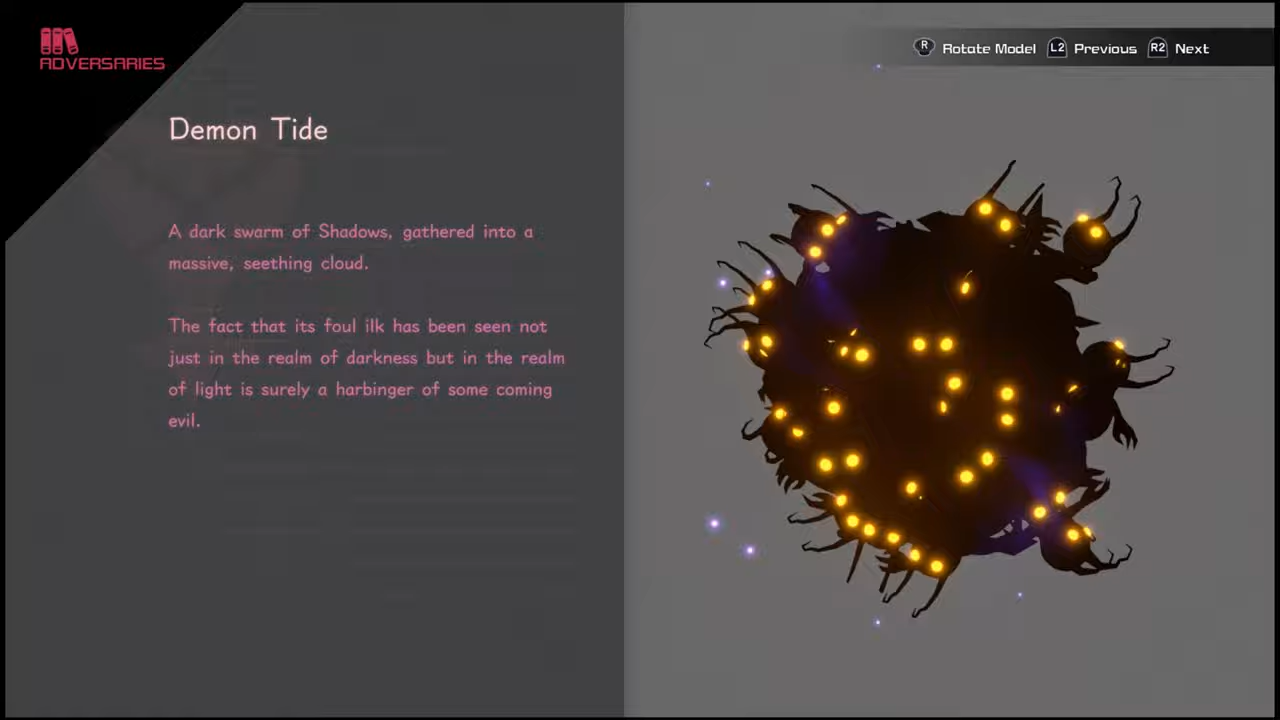 ADVERSARIES
R Rotate Model L2 Previous R2 Next
Demon Tide
A dark swarm of Shadows, gathered into a
massive, seething cloud.
The fact that its foul ilk has been seen not
just in the realm of darkness but in the realm
of light is surely a harbinger of some coming
evil.